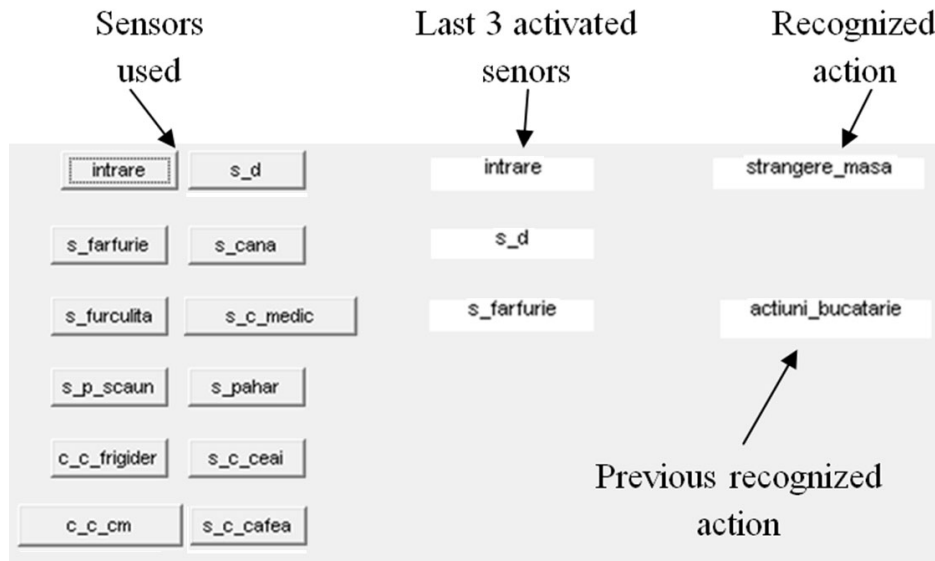 Sensors
used
Last 3 activated
senors
Recognized
action
intrare s_d intrare strangere_masa
s_farfurie s_cana s_d
s_furculita s_c_medic s_farfurie actiuni_bucatarie
s_p_scaun s_pahar
c_c_frigider s_c_ceai
Previous recognized
action
c_c_cm s_c_cafea